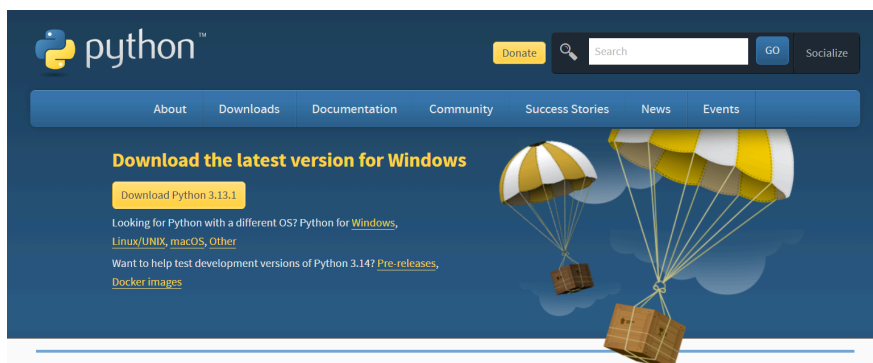 python™
Donate
Search
GO
Socialize
About
Downloads
Documentation
Community
Success Stories
News
Events
Download the latest version for Windows
Download Python 3.13.1
Looking for Python with a different OS? Python for Windows,
Linux/UNIX, macOS, Other
Want to help test development versions of Python 3.14? Pre-releases,
Docker images